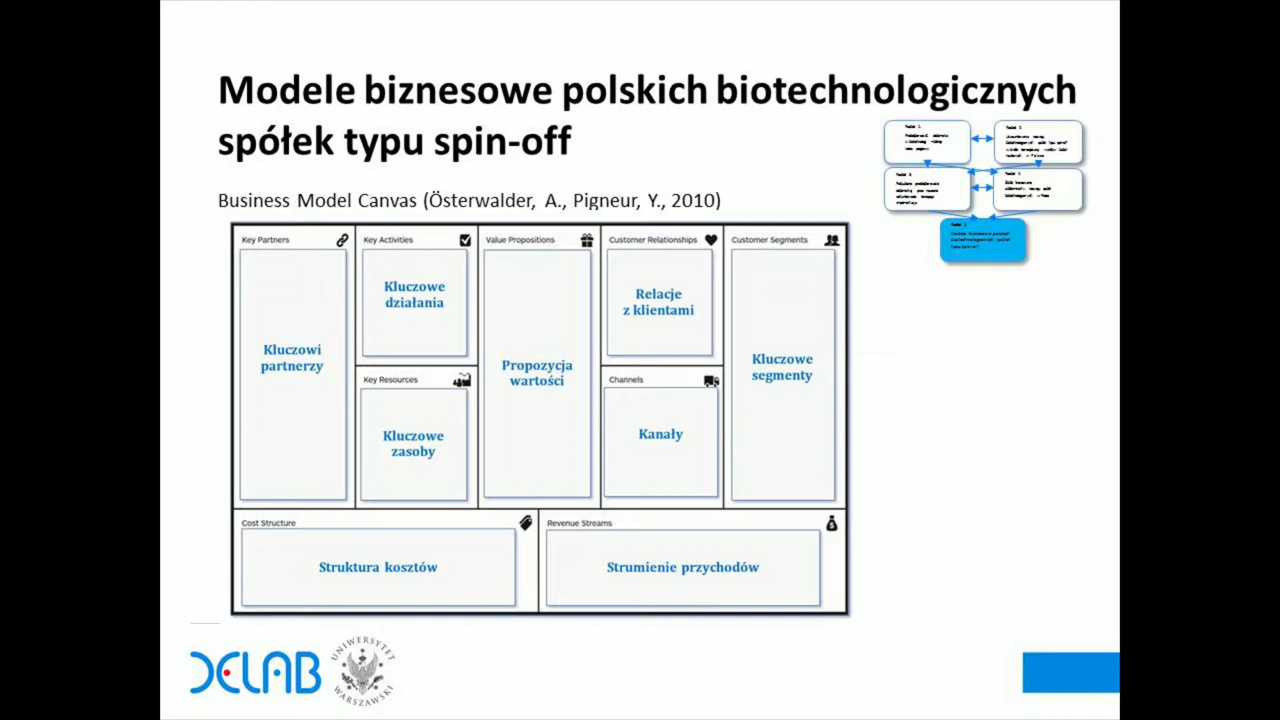 Modele biznesowe polskich biotechnologicznych
spółek typu spin-off
Business Model Canvas (Österwalder, A., Pigneur, Y., 2010)
Key Partners
Kluczowi
partnerzy
Key Activities
Kluczowe
działania
Key Resources
Kluczowe
zasoby
Value Propositions
Propozycja
wartości
Customer Relationships
Relacje
z klientami
Channels
Kanały
Customer Segments
Kluczowe
segmenty
Cost Structure
Struktura kosztów
Revenue Streams
Strumienie przychodów
DELAB
UNIWERSYTET
WARSZAWSKI